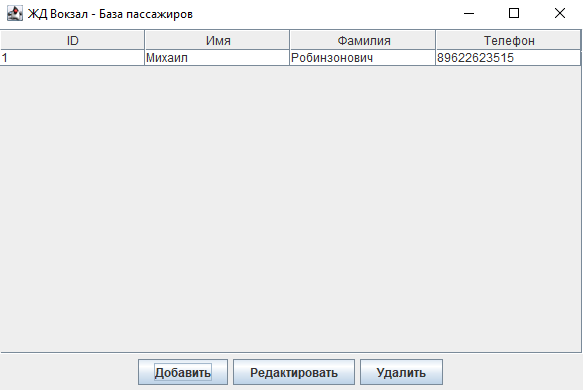 ЖД Вокзал - База пассажиров
ID Имя Фамилия Телефон
1 Михаил Робинзонович 89622623515
Добавить Редактировать Удалить